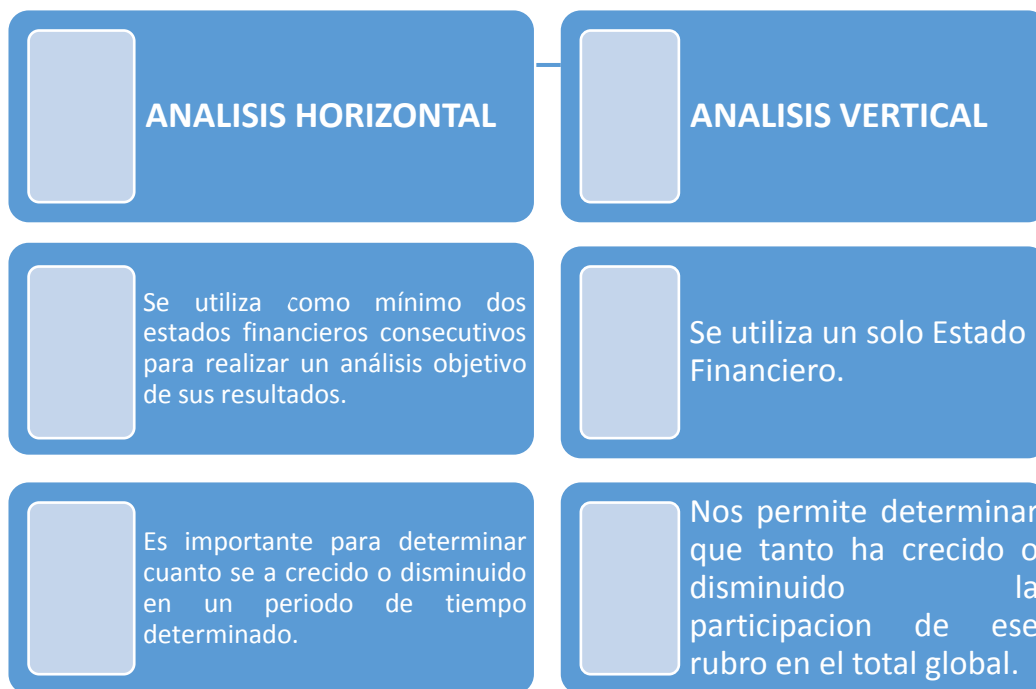 ANALISIS HORIZONTAL
Se utiliza como mínimo dos
estados financieros consecutivos
para realizar un análisis objetivo
de sus resultados.
Es importante para determinar
cuanto se a crecido o disminuido
en un periodo de tiempo
determinado.
ANALISIS VERTICAL
Se utiliza un solo Estado
Financiero.
Nos permite determinar
que tanto ha crecido o
disminuido la
participacion de ese
rubro en el total global.